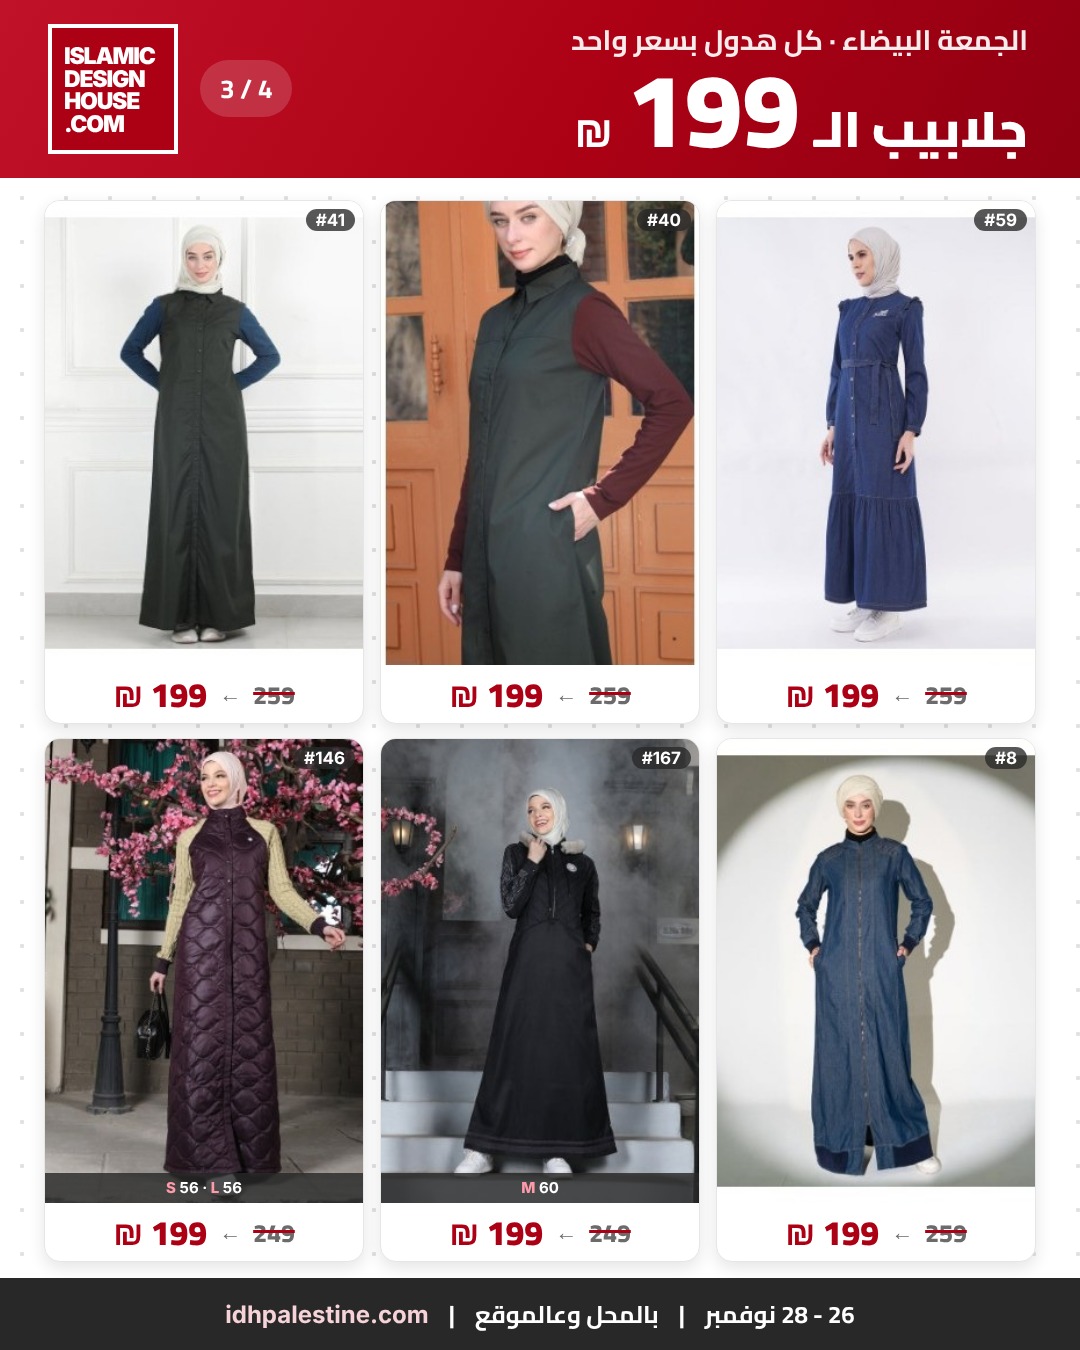 الجمعة البيضاء · كل هدول بسعر واحد
جلابيب الـ 199 ₪
3 / 4
ISLAMIC
DESIGN
HOUSE
.COM
#59
259 ← 199 ₪
#40
259 ← 199 ₪
#41
259 ← 199 ₪
#8
259 ← 199 ₪
#167
M 60
249 ← 199 ₪
#146
S 56 · L 56
249 ← 199 ₪
26 - 28 نوفمبر | بالمحل وعالموقع | idhpalestine.com